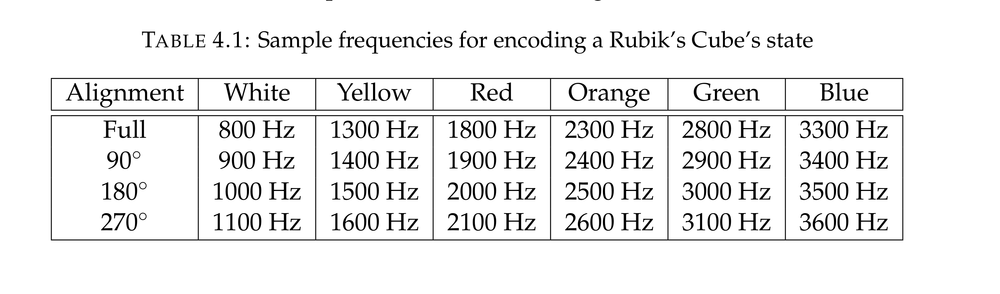 TABLE 4.1: Sample frequencies for encoding a Rubik's Cube's state
Alignment White Yellow Red Orange Green Blue
Full 800 Hz 1300 Hz 1800 Hz 2300 Hz 2800 Hz 3300 Hz
90° 900 Hz 1400 Hz 1900 Hz 2400 Hz 2900 Hz 3400 Hz
180° 1000 Hz 1500 Hz 2000 Hz 2500 Hz 3000 Hz 3500 Hz
270° 1100 Hz 1600 Hz 2100 Hz 2600 Hz 3100 Hz 3600 Hz